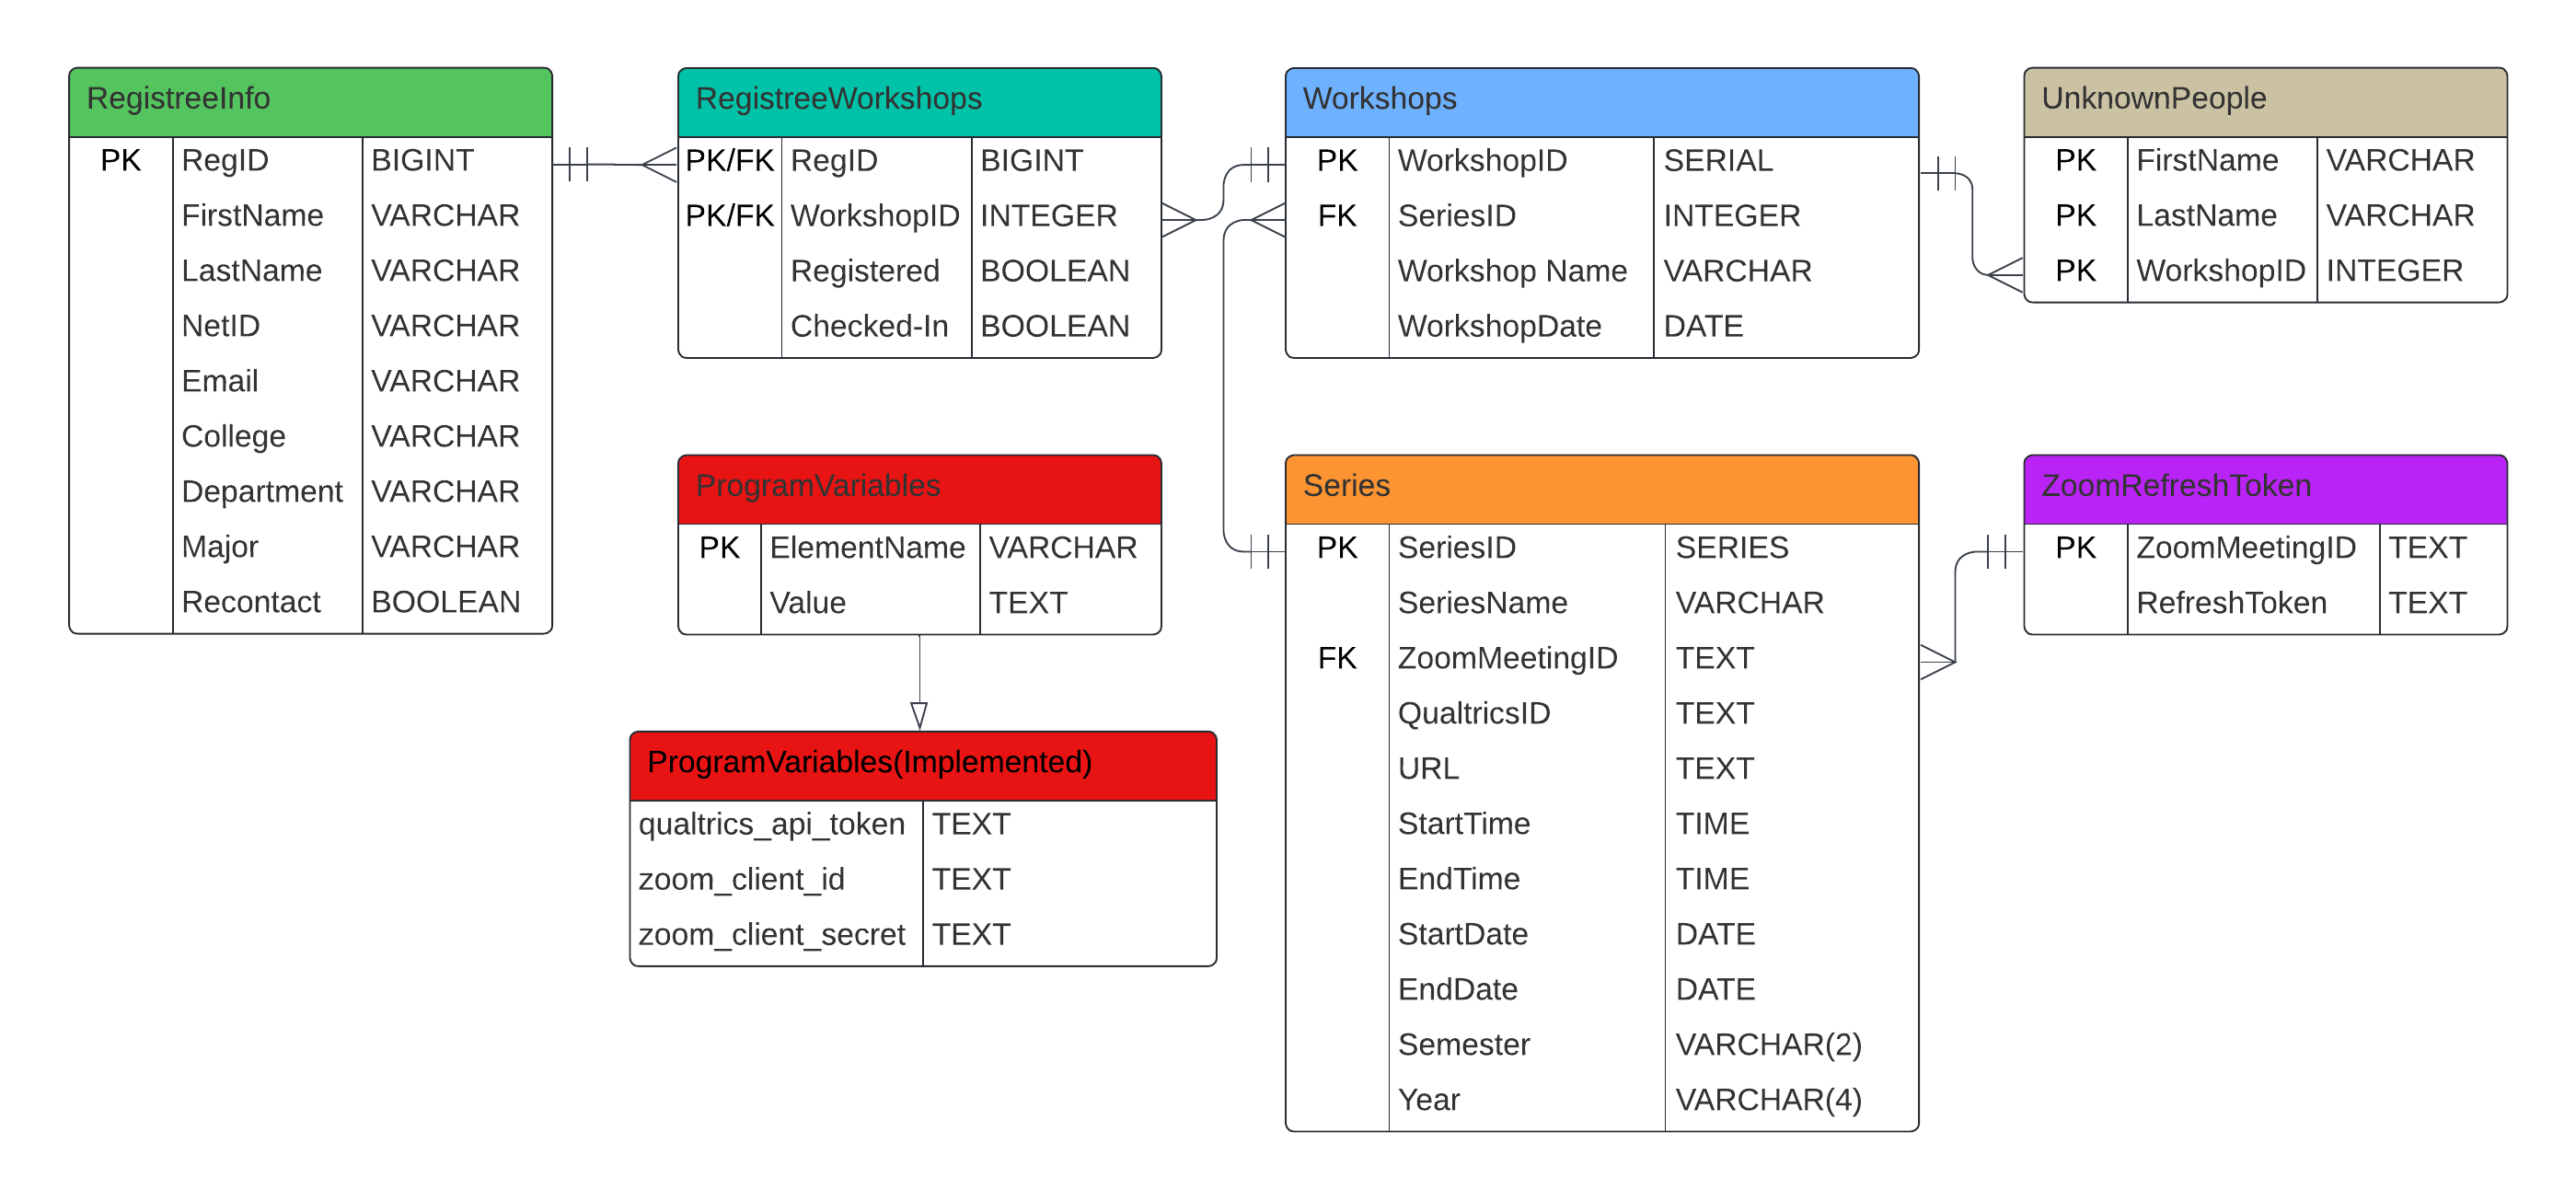 RegistreeInfo
PK RegID BIGINT
FirstName VARCHAR
LastName VARCHAR
NetID VARCHAR
Email VARCHAR
College VARCHAR
Department VARCHAR
Major VARCHAR
Recontact BOOLEAN
RegistreeWorkshops
PK/FK RegID BIGINT
PK/FK WorkshopID INTEGER
Registered BOOLEAN
Checked-In BOOLEAN
Workshops
PK WorkshopID SERIAL
FK SeriesID INTEGER
Workshop Name VARCHAR
WorkshopDate DATE
UnknownPeople
PK FirstName VARCHAR
PK LastName VARCHAR
PK WorkshopID INTEGER
ProgramVariables
PK ElementName VARCHAR
Value TEXT
ProgramVariables(Implemented)
qualtrics_api_token TEXT
zoom_client_id TEXT
zoom_client_secret TEXT
Series
PK SeriesID SERIES
SeriesName VARCHAR
FK ZoomMeetingID TEXT
QualtricsID TEXT
URL TEXT
StartTime TIME
EndTime TIME
StartDate DATE
EndDate DATE
Semester VARCHAR(2)
Year VARCHAR(4)
ZoomRefreshToken
PK ZoomMeetingID TEXT
RefreshToken TEXT